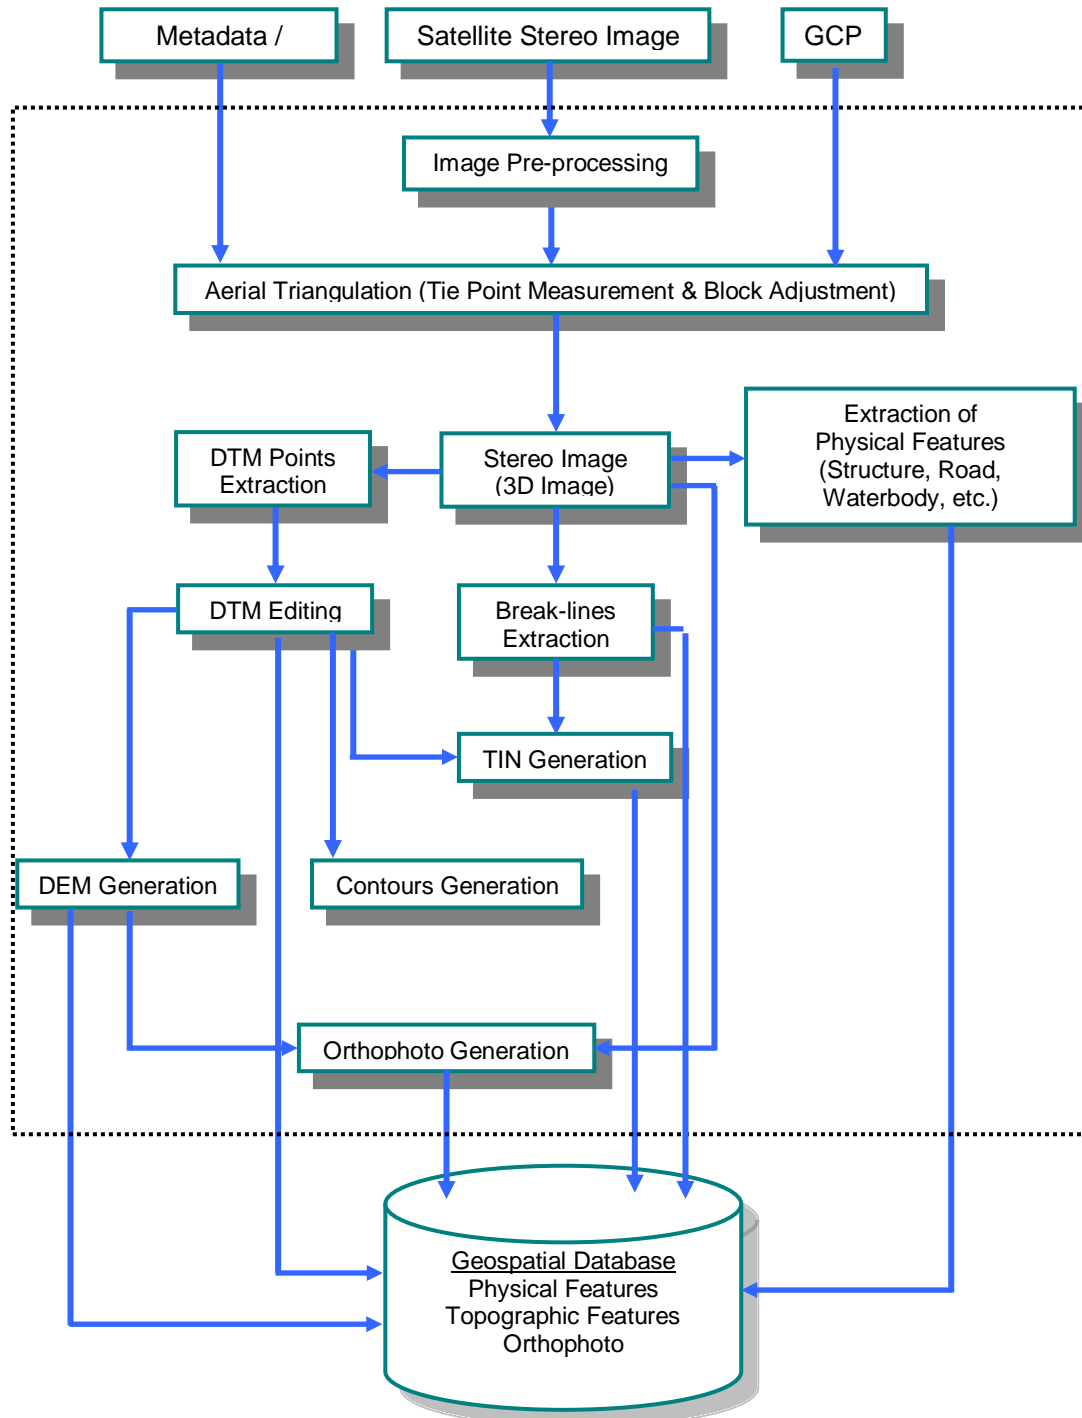 Metadata /
Satellite Stereo Image
GCP
Image Pre-processing
Aerial Triangulation (Tie Point Measurement & Block Adjustment)
Extraction of
Physical Features
(Structure, Road,
Waterbody, etc.)
DTM Points
Extraction
Stereo Image
(3D Image)
DTM Editing
Break-lines
Extraction
TIN Generation
DEM Generation
Contours Generation
Orthophoto Generation
Geospatial Database
Physical Features
Topographic Features
Orthophoto